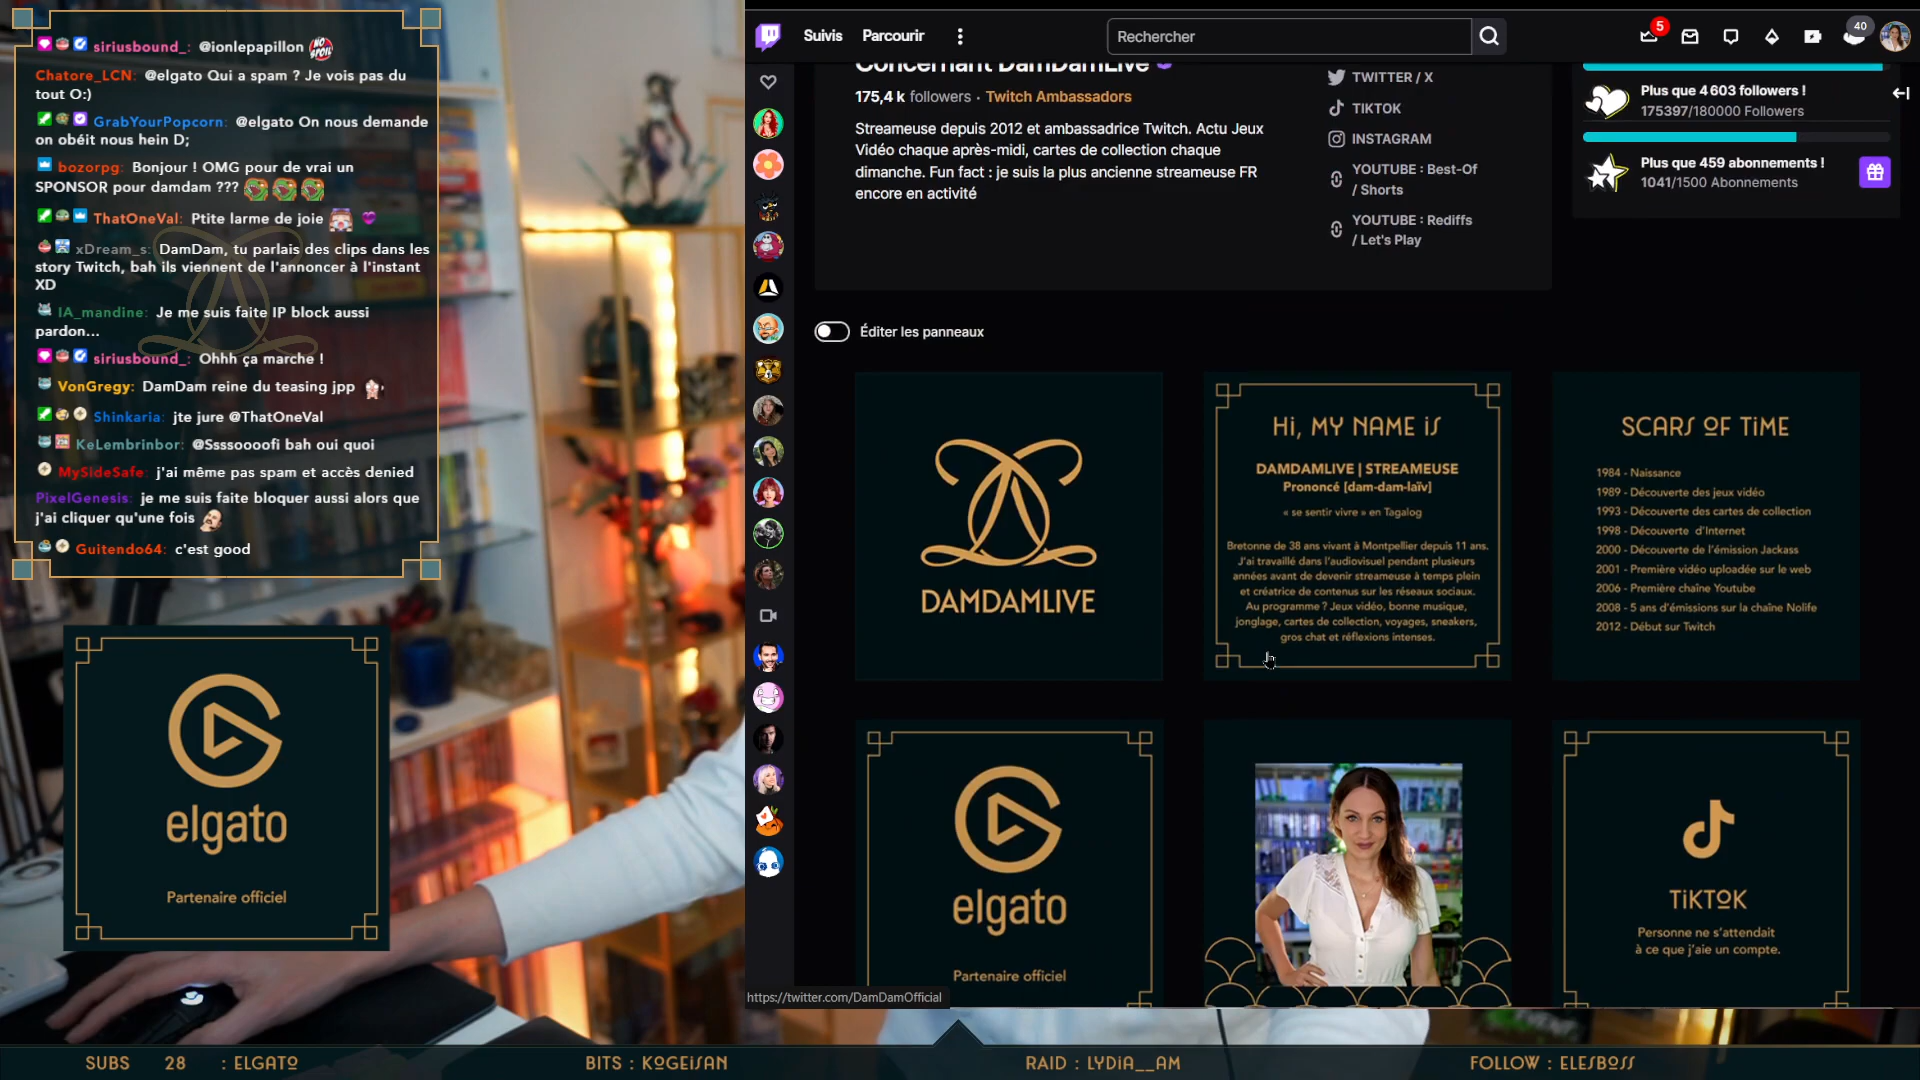 siriusbound_: @ionlepapillon NO SPOIL
Chatore_LCN: @elgato Qui a spam ? Je vois pas du
tout O:)
GrabYourPopcorn: @elgato On nous demande
on obéit nous hein D;
bozorpg: Bonjour ! OMG pour de vrai un
SPONSOR pour damdam ???
ThatOneVal: Ptite larme de joie
xDream_s: DamDam, tu parlais des clips dans les
story Twitch, bah ils viennent de l'annoncer à l'instant
XD
IA_mandine: Je me suis faite IP block aussi
pardon...
siriusbound_: Ohhh ça marche !
VonGregy: DamDam reine du teasing jpp
Shinkaria: jte jure @ThatOneVal
KeLembrinbor: @Sssoooofi bah oui quoi
MySideSafe: j'ai même pas spam et accès denied
PixelGenesis: je me suis faite bloquer aussi alors que
j'ai cliquer qu'une fois
Guitendo64: c'est good
elgato
Partenaire officiel
Suivis
Parcourir
Rechercher
5
40
Concernant DamDamLive
175,4 k followers · Twitch Ambassadors
Streameuse depuis 2012 et ambassadrice Twitch. Actu Jeux
Vidéo chaque après-midi, cartes de collection chaque
dimanche. Fun fact : je suis la plus ancienne streameuse FR
encore en activité
TWITTER / X
TIKTOK
INSTAGRAM
YOUTUBE : Best-Of
/ Shorts
YOUTUBE : Rediffs
/ Let's Play
Plus que 4 603 followers !
175397/180000 Followers
Plus que 459 abonnements !
1041/1500 Abonnements
Éditer les panneaux
DAMDAMLIVE
Hi, MY NAME iS
DAMDAMLIVE | STREAMEUSE
Prononcé [dam-dam-laïv]
« se sentir vivre » en Tagalog
Bretonne de 38 ans vivant à Montpellier depuis 11 ans.
J'ai travaillé dans l'audiovisuel pendant plusieurs
années avant de devenir streameuse à temps plein
et créatrice de contenus sur les réseaux sociaux.
Au programme ? Jeux vidéo, bonne musique,
jonglage, cartes de collection, voyages, sneakers,
gros chat et réflexions intenses.
SCARS OF TiME
1984 - Naissance
1989 - Découverte des jeux vidéo
1993 - Découverte des cartes de collection
1998 - Découverte d'Internet
2000 - Découverte de l'émission Jackass
2001 - Première vidéo uploadée sur le web
2006 - Première chaîne Youtube
2008 - 5 ans d'émissions sur la chaîne Nolife
2012 - Début sur Twitch
elgato
Partenaire officiel
TiKTOK
Personne ne s'attendait
à ce que j'aie un compte.
https://twitter.com/DamDamOfficial
SUBS 28 : ELGATO
BITS : KOGEiSAN
RAID : LYDiA__AM
FOLLOW : ELESBOSS